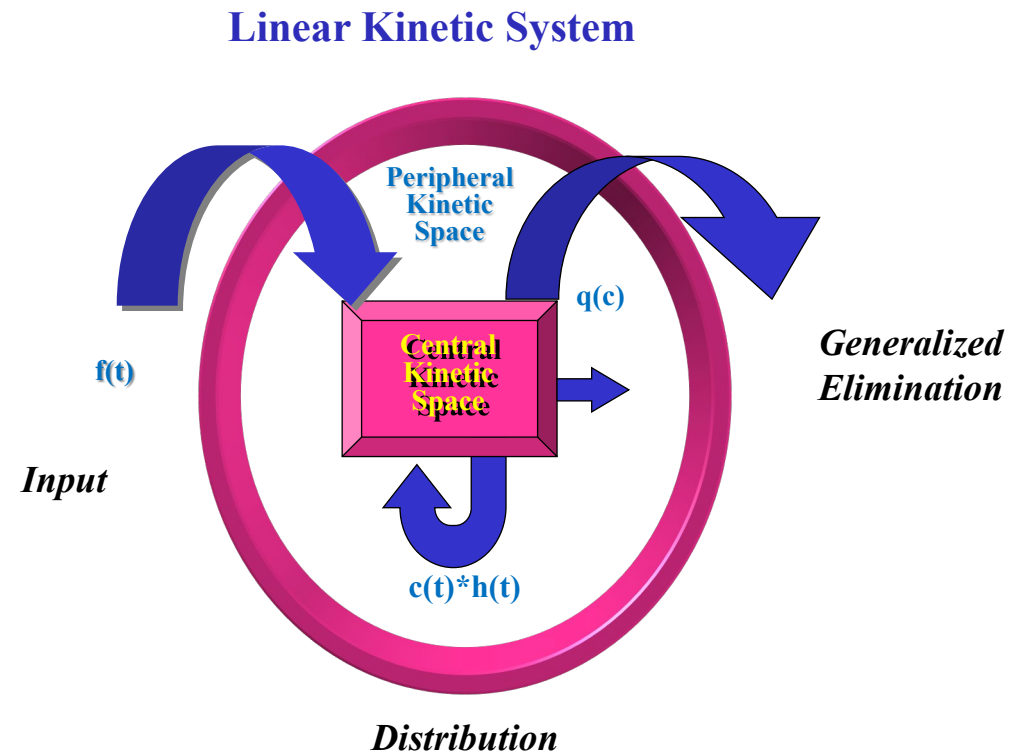 Linear Kinetic System
Peripheral
Kinetic
Space
q(c)
Central
Kinetic
Space
f(t)
Generalized
Elimination
Input
c(t)*h(t)
Distribution